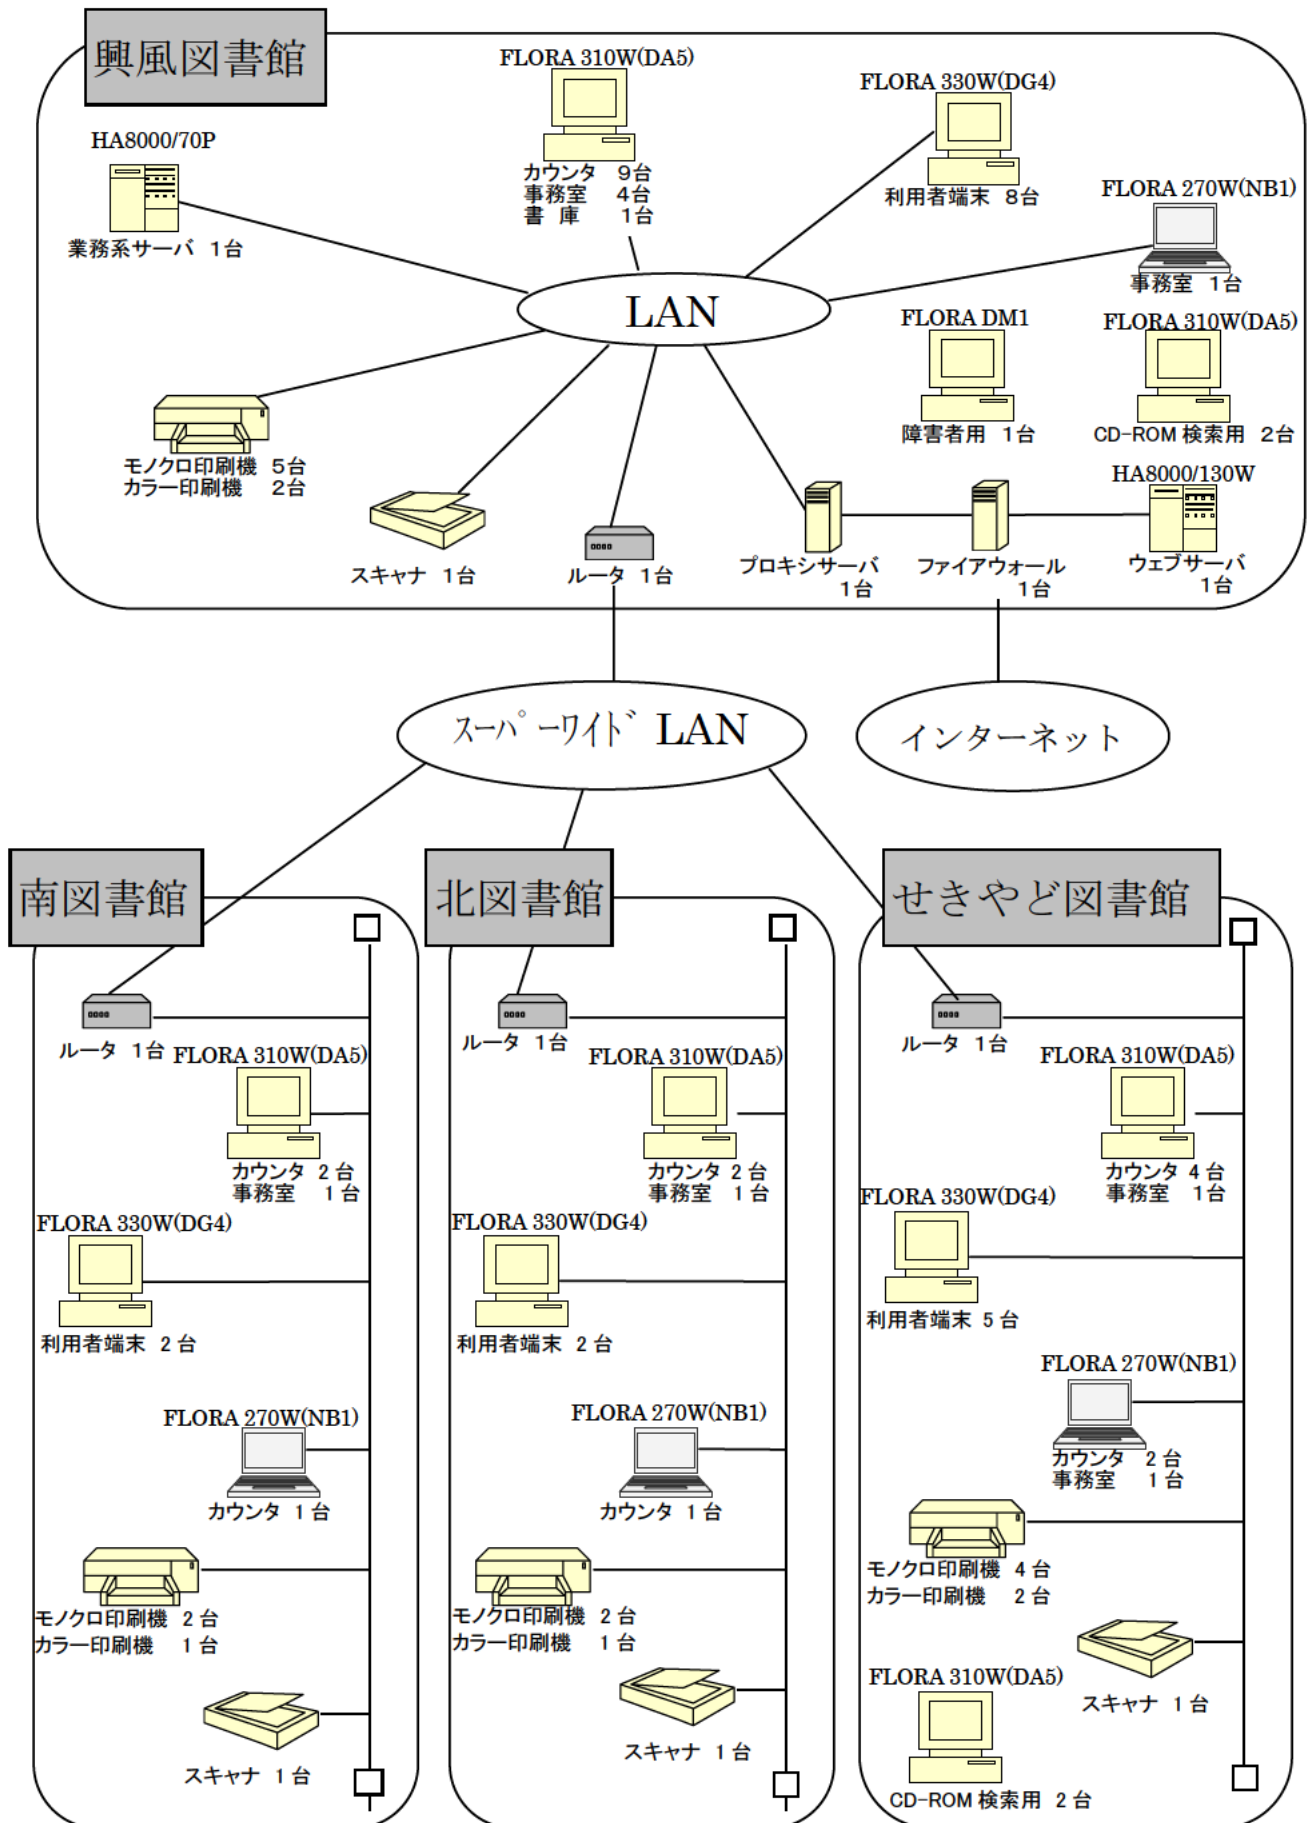 興風図書館
FLORA 310W(DA5)
カウンタ 9台
事務室 4台
書 庫 1台
FLORA 330W(DG4)
利用者端末 8台
HA8000/70P
業務系サーバ 1台
FLORA 270W(NB1)
事務室 1台
LAN
FLORA DM1
障害者用 1台
FLORA 310W(DA5)
CD-ROM 検索用 2台
モノクロ印刷機 5台
カラー印刷機 2台
スキャナ 1台
ルータ 1台
プロキシサーバ
1台
ファイアウォール
1台
HA8000/130W
ウェブサーバ
1台
スーパーワイド LAN
インターネット
南図書館
ルータ 1台
FLORA 310W(DA5)
カウンタ 2台
事務室 1台
FLORA 330W(DG4)
利用者端末 2台
FLORA 270W(NB1)
カウンタ 1台
モノクロ印刷機 2台
カラー印刷機 1台
スキャナ 1台
北図書館
ルータ 1台
FLORA 310W(DA5)
カウンタ 2台
事務室 1台
FLORA 330W(DG4)
利用者端末 2台
FLORA 270W(NB1)
カウンタ 1台
モノクロ印刷機 2台
カラー印刷機 1台
スキャナ 1台
せきやど図書館
ルータ 1台
FLORA 310W(DA5)
カウンタ 4台
事務室 1台
FLORA 330W(DG4)
利用者端末 5台
FLORA 270W(NB1)
カウンタ 2台
事務室 1台
モノクロ印刷機 4台
カラー印刷機 2台
スキャナ 1台
FLORA 310W(DA5)
CD-ROM 検索用 2台